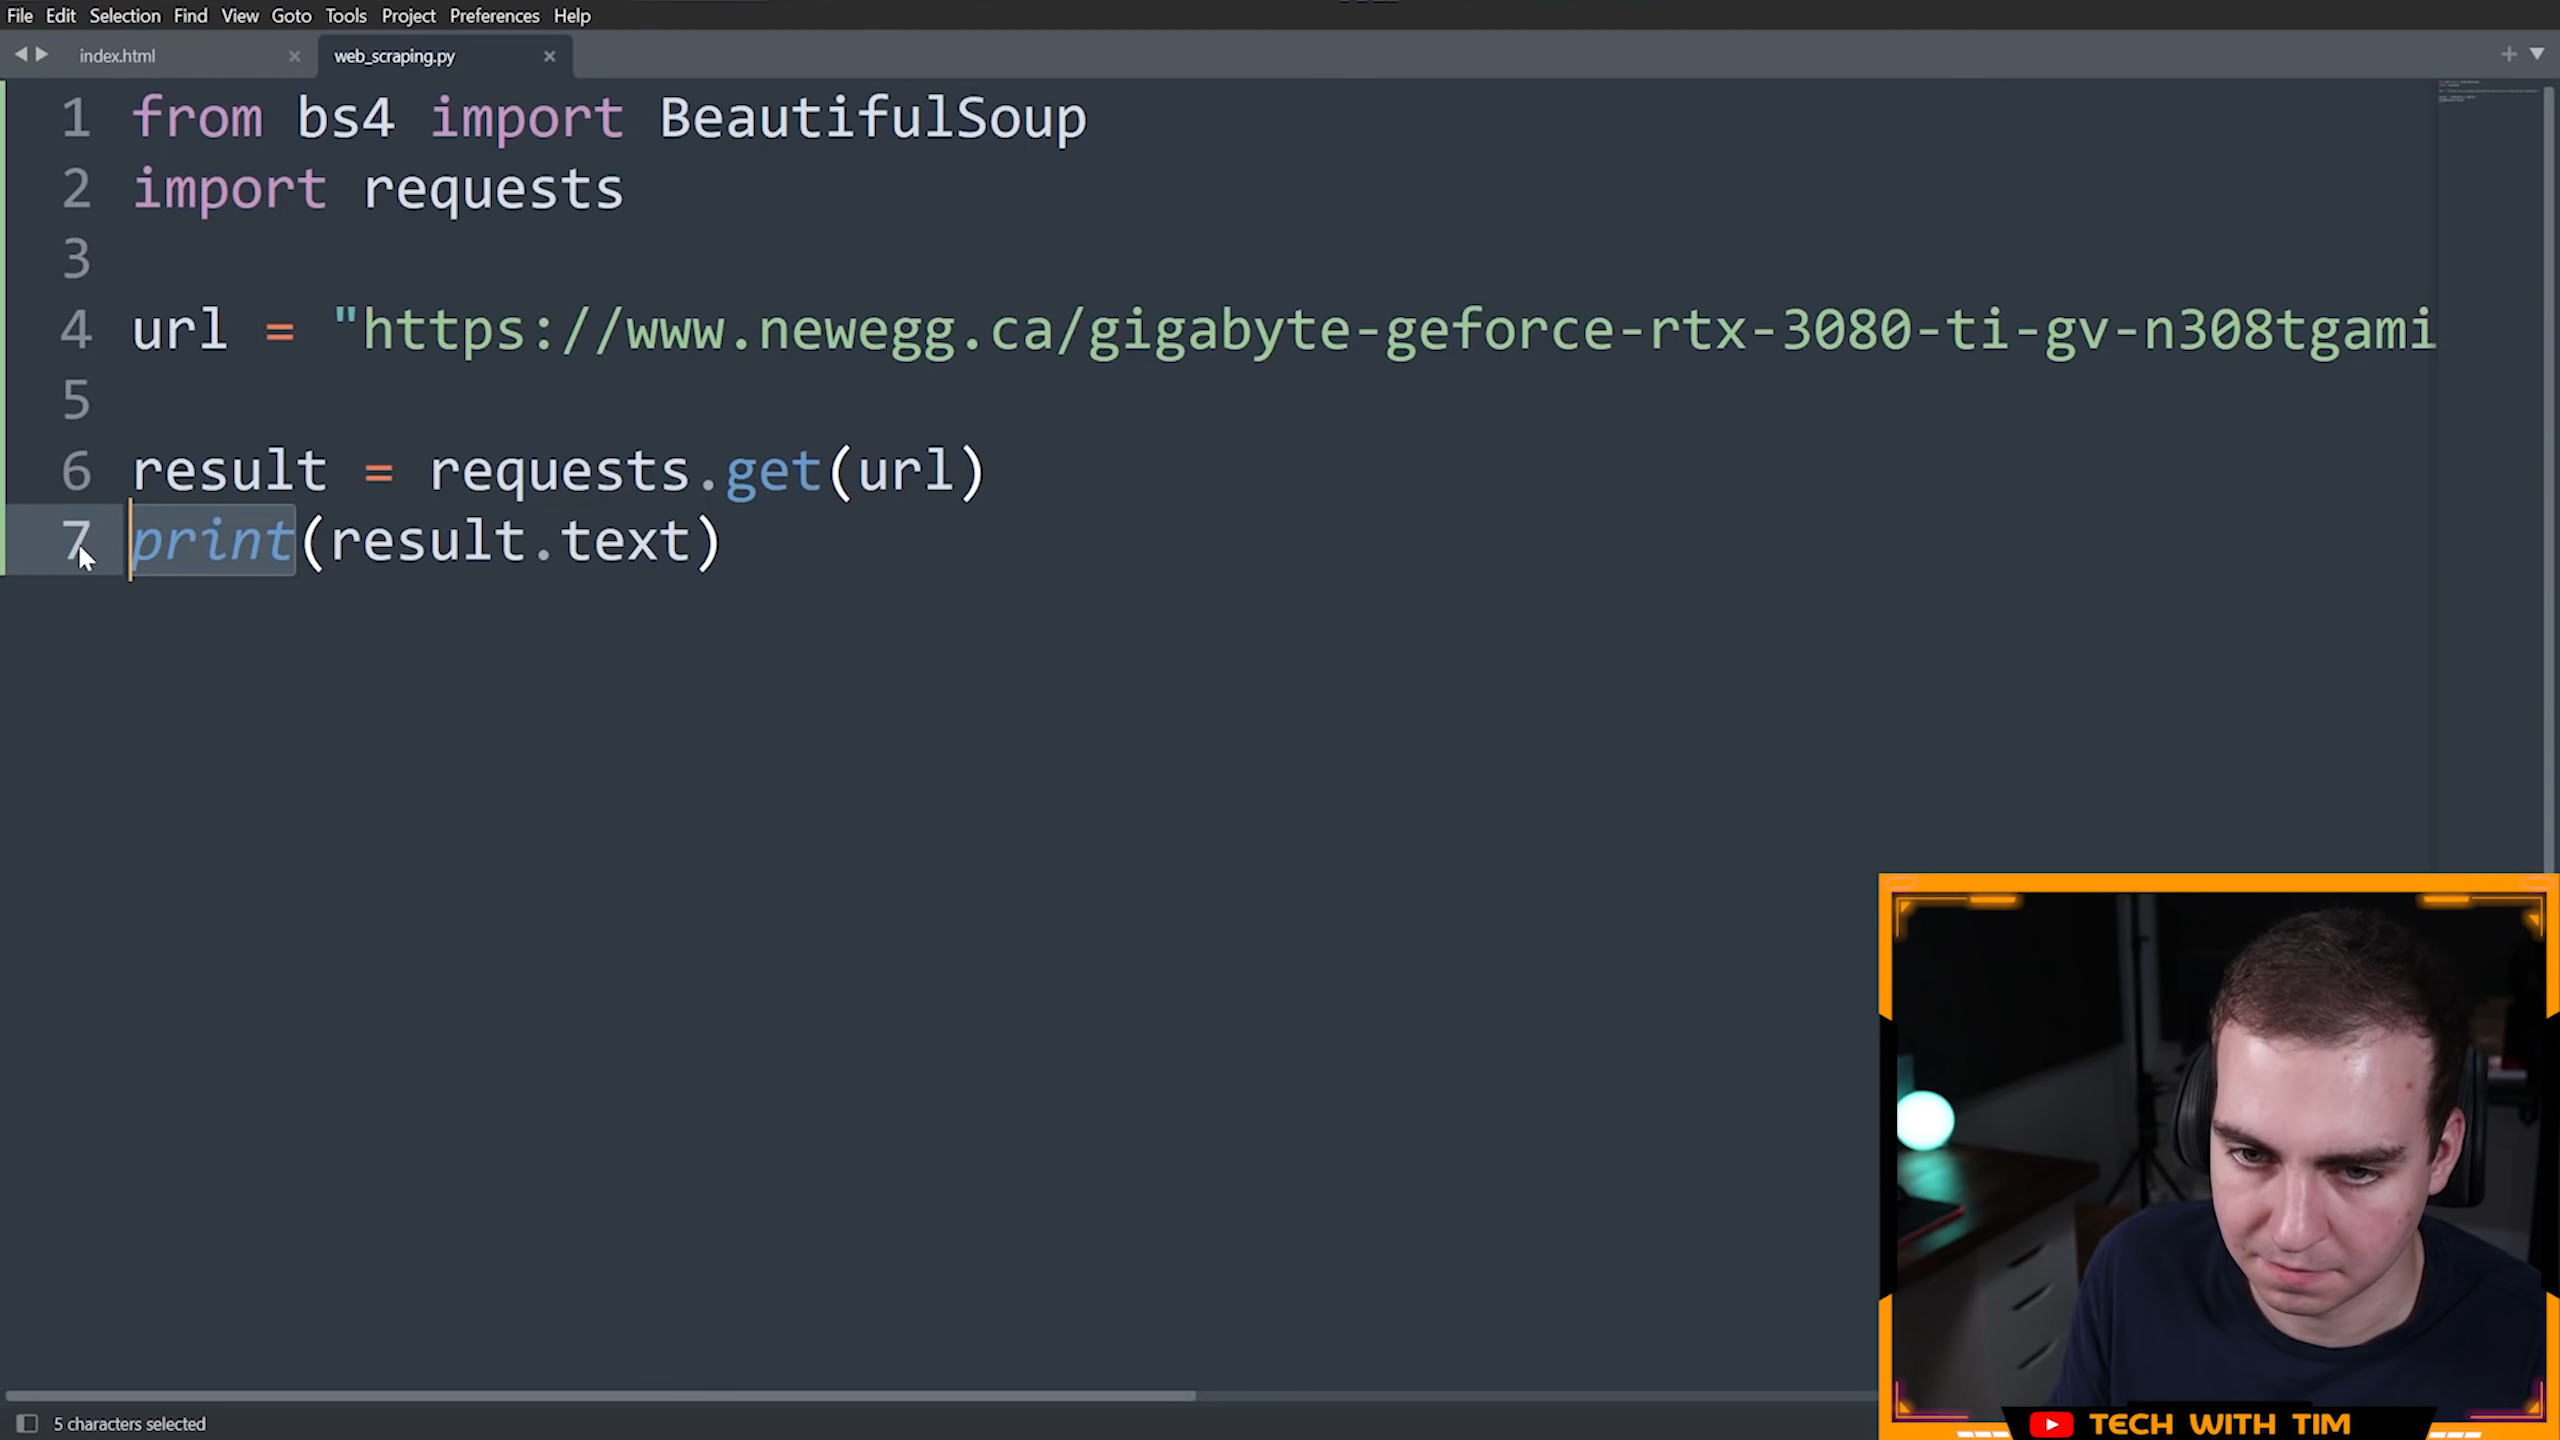 File Edit Selection Find View Goto Tools Project Preferences Help
index.html × web_scraping.py ×
1 from bs4 import BeautifulSoup
2 import requests
3
4 url = "https://www.newegg.ca/gigabyte-geforce-rtx-3080-ti-gv-n308tgami
5
6 result = requests.get(url)
7 print(result.text)
5 characters selected
TECH WITH TIM